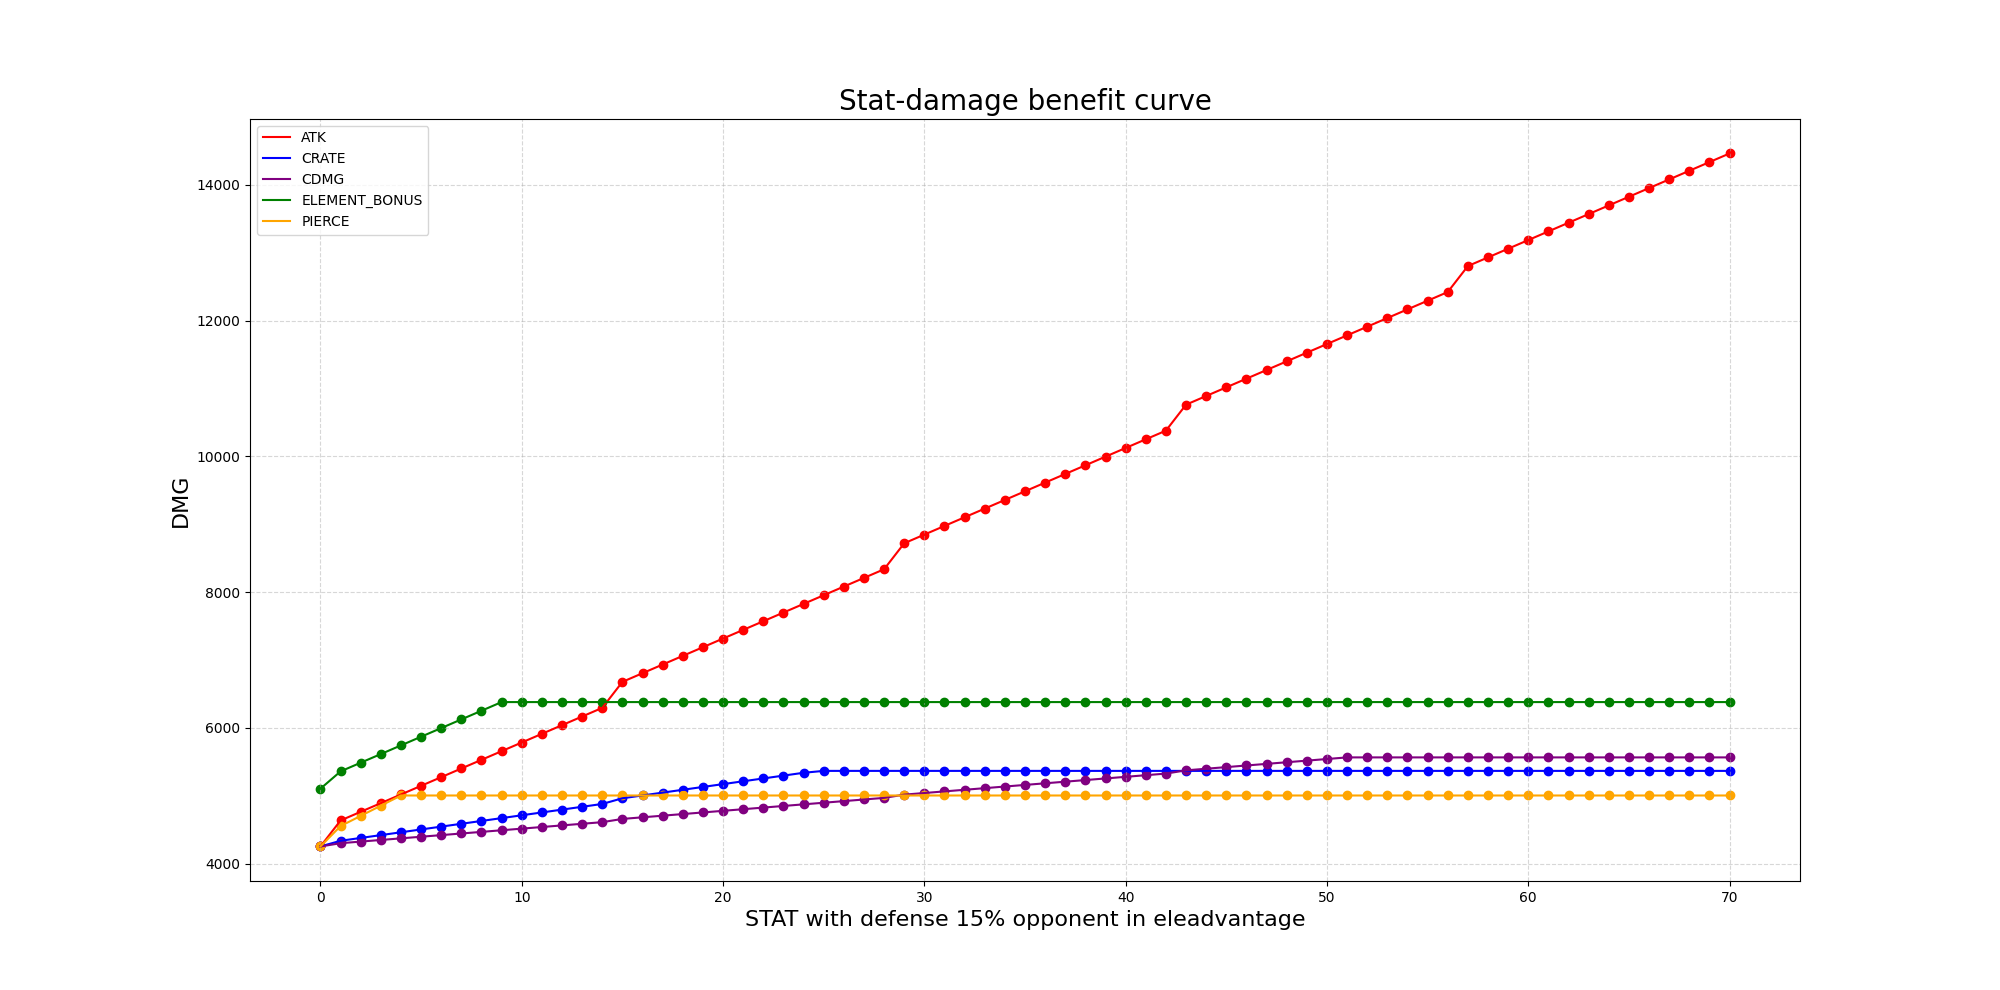 Stat-damage benefit curve
ATK
CRATE
CDMG
ELEMENT_BONUS
PIERCE
14000
12000
10000
8000
6000
4000
DMG
0 10 20 30 40 50 60 70
STAT with defense 15% opponent in eleadvantage